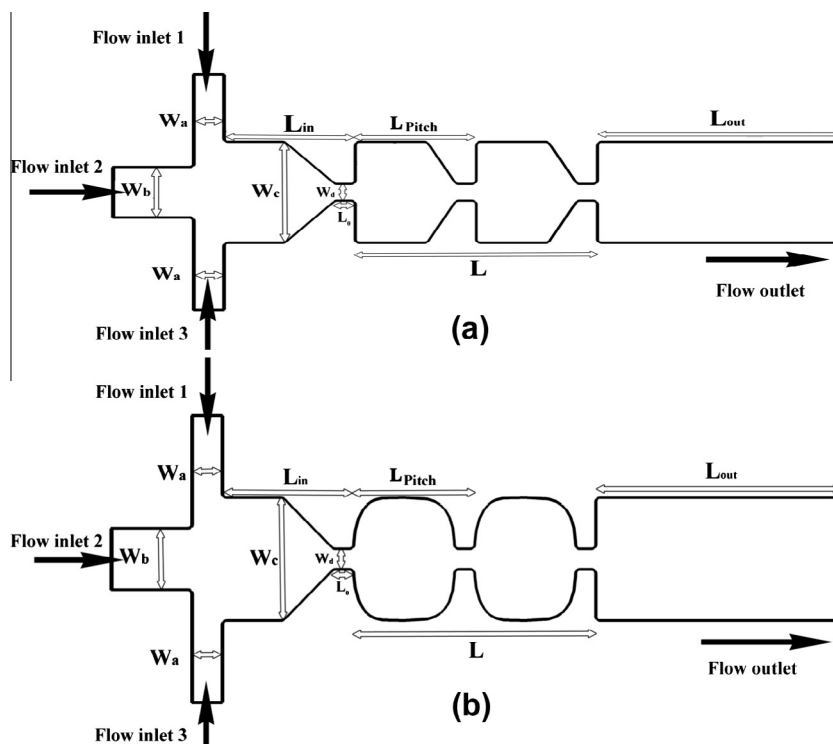 Flow inlet 1
Wa
Lin
LPitch
Lout
Flow inlet 2
Wb
Wc
Wd
Lo
Wa
L
Flow outlet
Flow inlet 3
(a)
Flow inlet 1
Wa
Lin
LPitch
Lout
Flow inlet 2
Wb
Wc
Wd
Lo
Wa
L
Flow outlet
(b)
Flow inlet 3